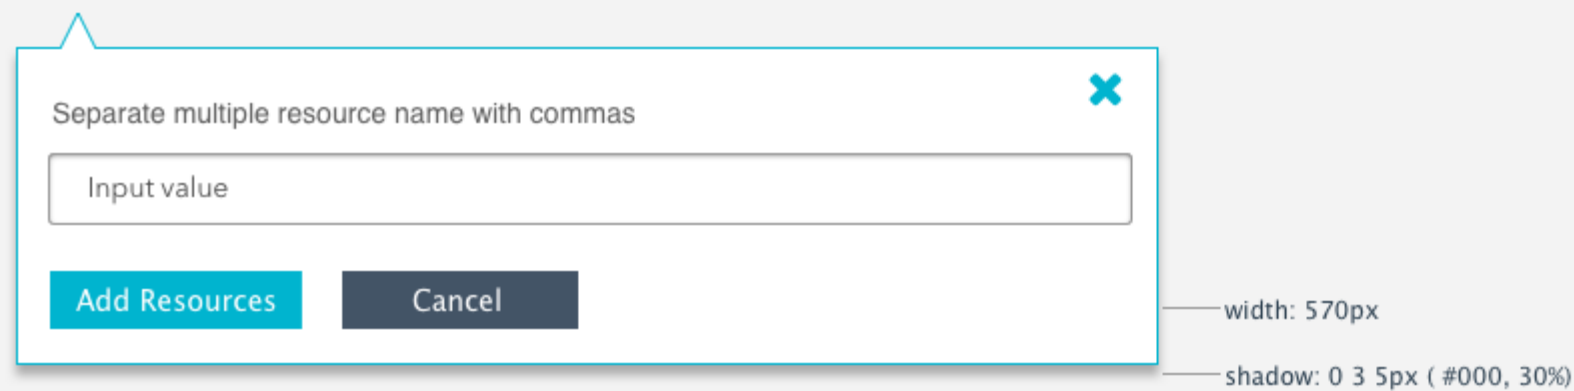 Separate multiple resource name with commas
Input value
Add Resources
Cancel
width: 570px
shadow: 0 3 5px ( #000, 30%)